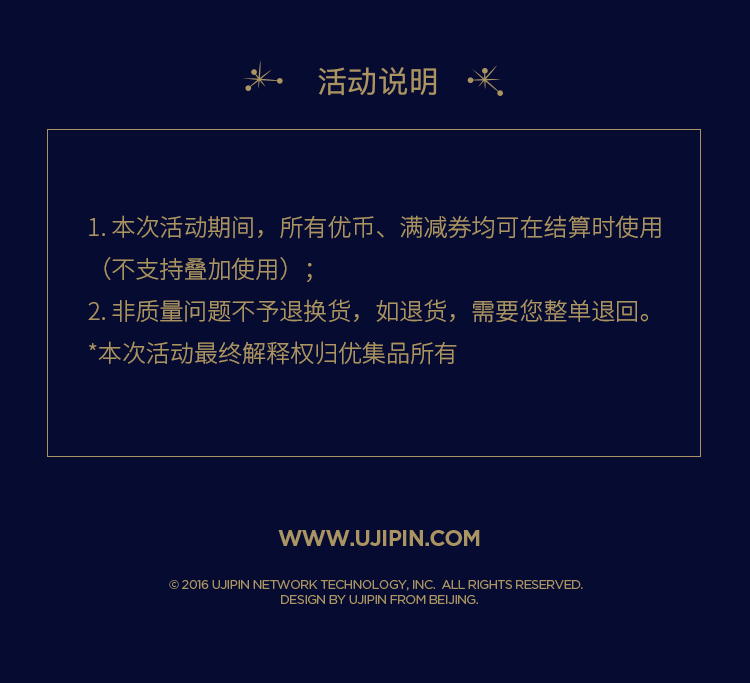 活动说明
1. 本次活动期间，所有优币、满减券均可在结算时使用
（不支持叠加使用）；
2. 非质量问题不予退换货，如退货，需要您整单退回。
*本次活动最终解释权归优集品所有
WWW.UJIPIN.COM
© 2016 UJIPIN NETWORK TECHNOLOGY, INC. ALL RIGHTS RESERVED.
DESIGN BY UJIPIN FROM BEIJING.